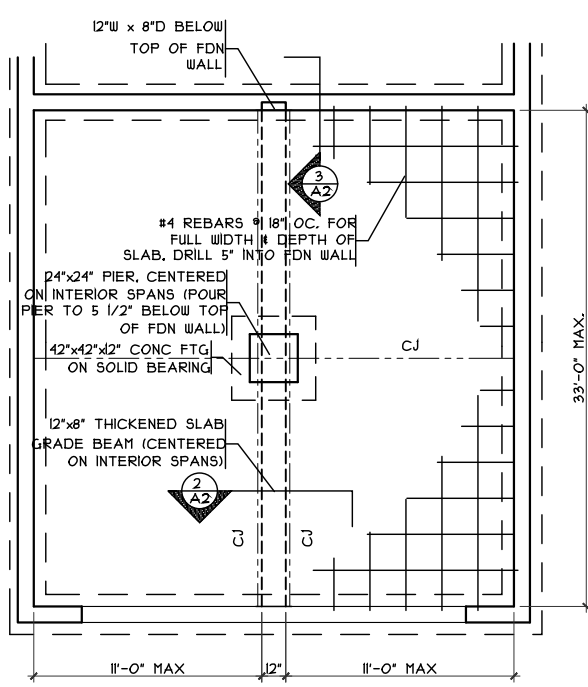 12"W x 8"D BELOW
TOP OF FDN
WALL
3
A2
#4 REBARS @ 18" OC. FOR
FULL WIDTH & DEPTH OF
SLAB. DRILL 5" INTO FDN WALL
24"x24" PIER, CENTERED
ON INTERIOR SPANS (POUR
PIER TO 5 1/2" BELOW TOP
OF FDN WALL)
CJ
42"x42"x12" CONC FTG
ON SOLID BEARING
33'-0" MAX.
12"x8" THICKENED SLAB
GRADE BEAM (CENTERED
ON INTERIOR SPANS)
2
A2
CJ
CJ
11'-0" MAX
12"
11'-0" MAX